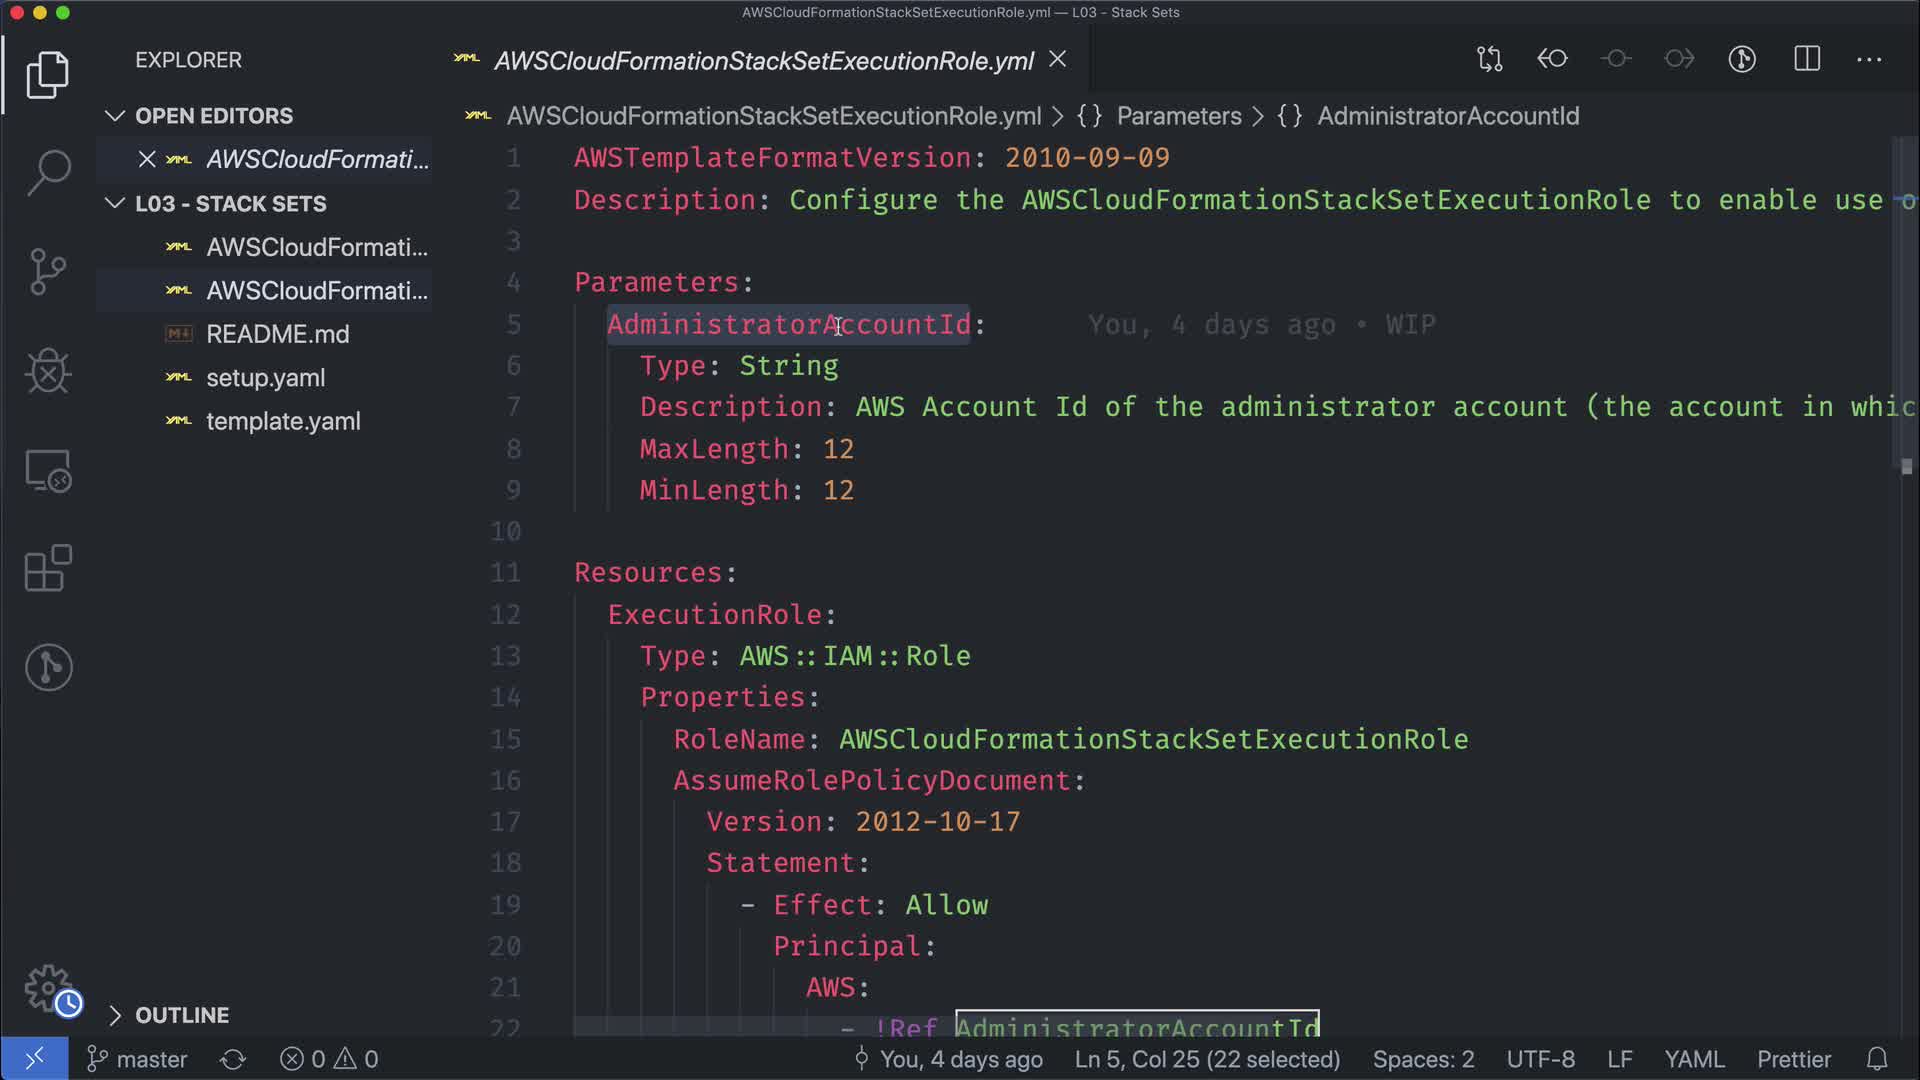 AWSCloudFormationStackSetExecutionRole.yml — L03 - Stack Sets
EXPLORER
OPEN EDITORS
AWSCloudFormati...
L03 - STACK SETS
AWSCloudFormati...
AWSCloudFormati...
README.md
setup.yaml
template.yaml
OUTLINE
AWSCloudFormationStackSetExecutionRole.yml
AWSCloudFormationStackSetExecutionRole.yml > {} Parameters > {} AdministratorAccountId
1 AWSTemplateFormatVersion: 2010-09-09
2 Description: Configure the AWSCloudFormationStackSetExecutionRole to enable use
3
4 Parameters:
5 AdministratorAccountId: You, 4 days ago • WIP
6 Type: String
7 Description: AWS Account Id of the administrator account (the account in whic
8 MaxLength: 12
9 MinLength: 12
10
11 Resources:
12 ExecutionRole:
13 Type: AWS::IAM::Role
14 Properties:
15 RoleName: AWSCloudFormationStackSetExecutionRole
16 AssumeRolePolicyDocument:
17 Version: 2012-10-17
18 Statement:
19 - Effect: Allow
20 Principal:
21 AWS:
22 - !Ref AdministratorAccountId
master 0 0 You, 4 days ago Ln 5, Col 25 (22 selected) Spaces: 2 UTF-8 LF YAML Prettier